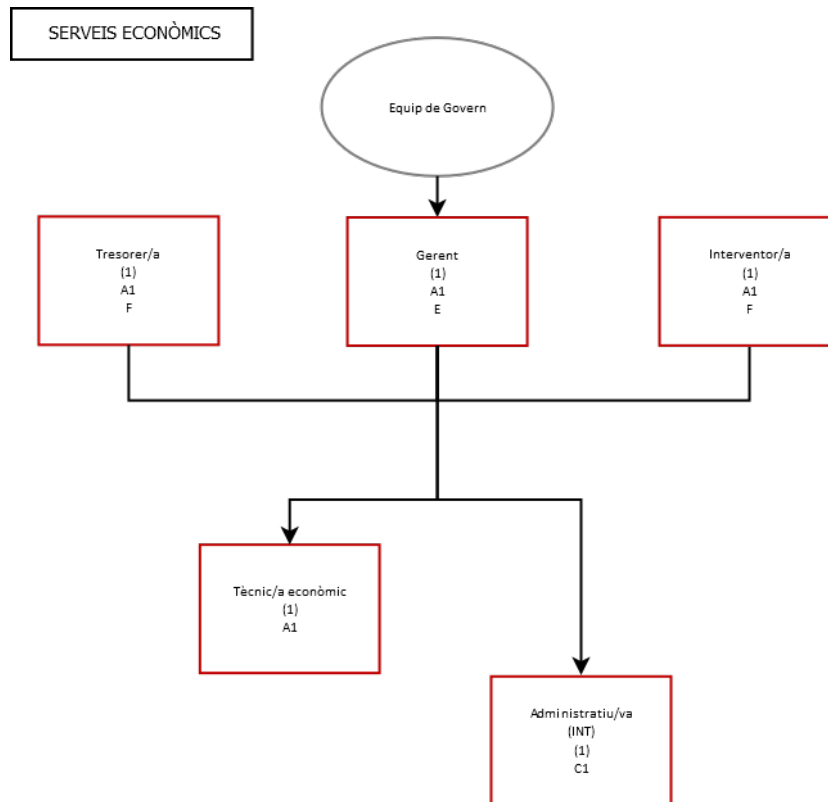 SERVEIS ECONÒMICS
Equip de Govern
Tresorer/a
(1)
A1
F
Gerent
(1)
A1
E
Interventor/a
(1)
A1
F
Tècnic/a econòmic
(1)
A1
Administratiu/va
(INT)
(1)
C1